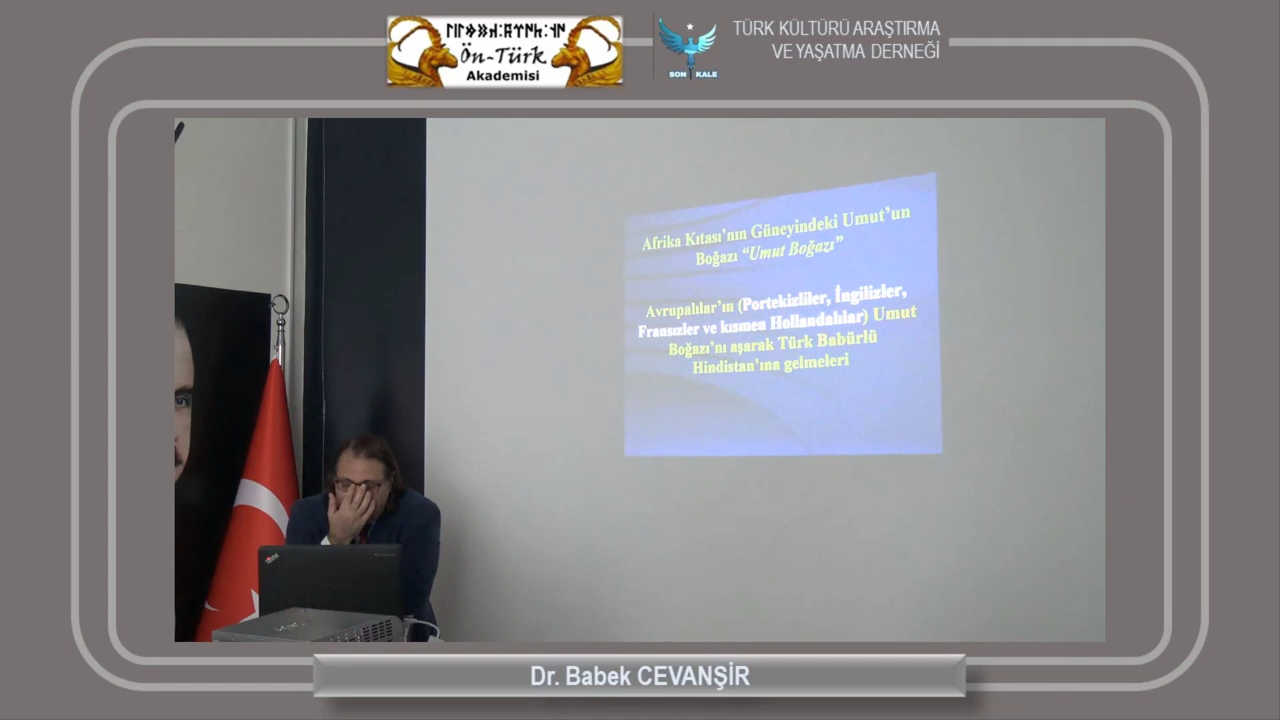 Ön-Türk
Akademisi
SON KALE
TÜRK KÜLTÜRÜ ARAŞTIRMA
VE YAŞATMA DERNEĞİ
Afrika Kıtası’nın Güneyindeki Umut’un
Boğazı “Umut Boğazı”
Avrupalılar’ın (Portekizliler, İngilizler,
Fransızler ve kısmen Hollandalılar) Umut
Boğazı’nı aşarak Türk Babürlü
Hindistan’ına gelmeleri
Dr. Babek CEVANŞİR